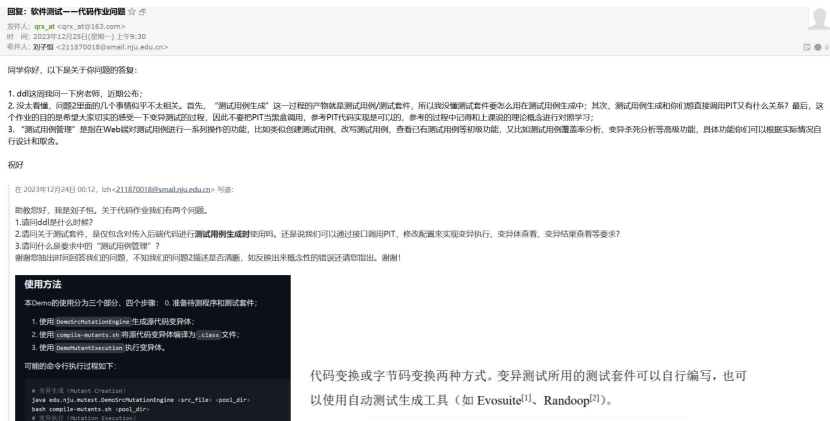 回复：软件测试——代码作业问题
发件人：qrx_at <qrx_at@163.com>
时 间：2023年12月25日(星期一) 上午9:30
收件人：刘子恒 <211870018@smail.nju.edu.cn>
同学你好，以下是关于你问题的答复：
1. ddl这周我问一下房老师，近期公布；
2. 没太看懂，问题2里面的几个事情似乎不太相关。首先，“测试用例生成”这一过程的产物就是测试用例/测试套件，所以我没懂测试套件要怎么用在测试用例生成中；其次，测试用例生成和你们想直接调用PIT又有什么关系？最后，这
个作业的目的是希望大家切实的感受一下变异测试的过程，因此不要把PIT当黑盒调用，参考PIT代码实现是可以的，参考的过程中记得和上课说的理论概念进行对照学习；
3. “测试用例管理”是指在Web端对测试用例进行一系列操作的功能，比如类似创建测试用例、改写测试用例、查看已有测试用例等初级功能，又比如测试用例覆盖率分析、变异杀死分析等高级功能，具体功能你们可以根据实际情况自
行设计和取舍。
祝好
在 2023年12月24日 00:12，lzh<211870018@smail.nju.edu.cn> 写道：
助教您好，我是刘子恒。关于代码作业我们有两个问题。
1.请问ddl是什么时候？
2.请问关于测试套件，是仅包含对传入后端代码进行测试用例生成时使用吗。还是说我们可以通过接口调用PIT，修改配置来实现变异执行、变异体查看、变异结果查看等要求？
3.请问什么是要求中的“测试用例管理”？
谢谢您抽出时间回答我们的问题，不知我们的问题2描述是否清晰，如反映出来概念性的错误还请您指出。谢谢！
使用方法
本Demo的使用分为三个部分、四个步骤： 0. 准备待测程序和测试套件；
1. 使用 DemoSrcMutationEngine 生成源代码变异体；
2. 使用 compile-mutants.sh 将源代码变异体编译为 .class 文件；
3. 使用 DemoMutantExecution 执行变异体。
可能的命令行执行过程如下：
# 变异生成（Mutant Creation）
java edu.nju.mutest.DemoSrcMutationEngine <src_file> <pool_dir>
bash compile-mutants.sh <pool_dir>
# 变异执行（Mutation Execution）
代码变换或字节码变换两种方式。变异测试所用的测试套件可以自行编写，也可
以使用自动测试生成工具（如 Evosuite[1]、Randoop[2]）。